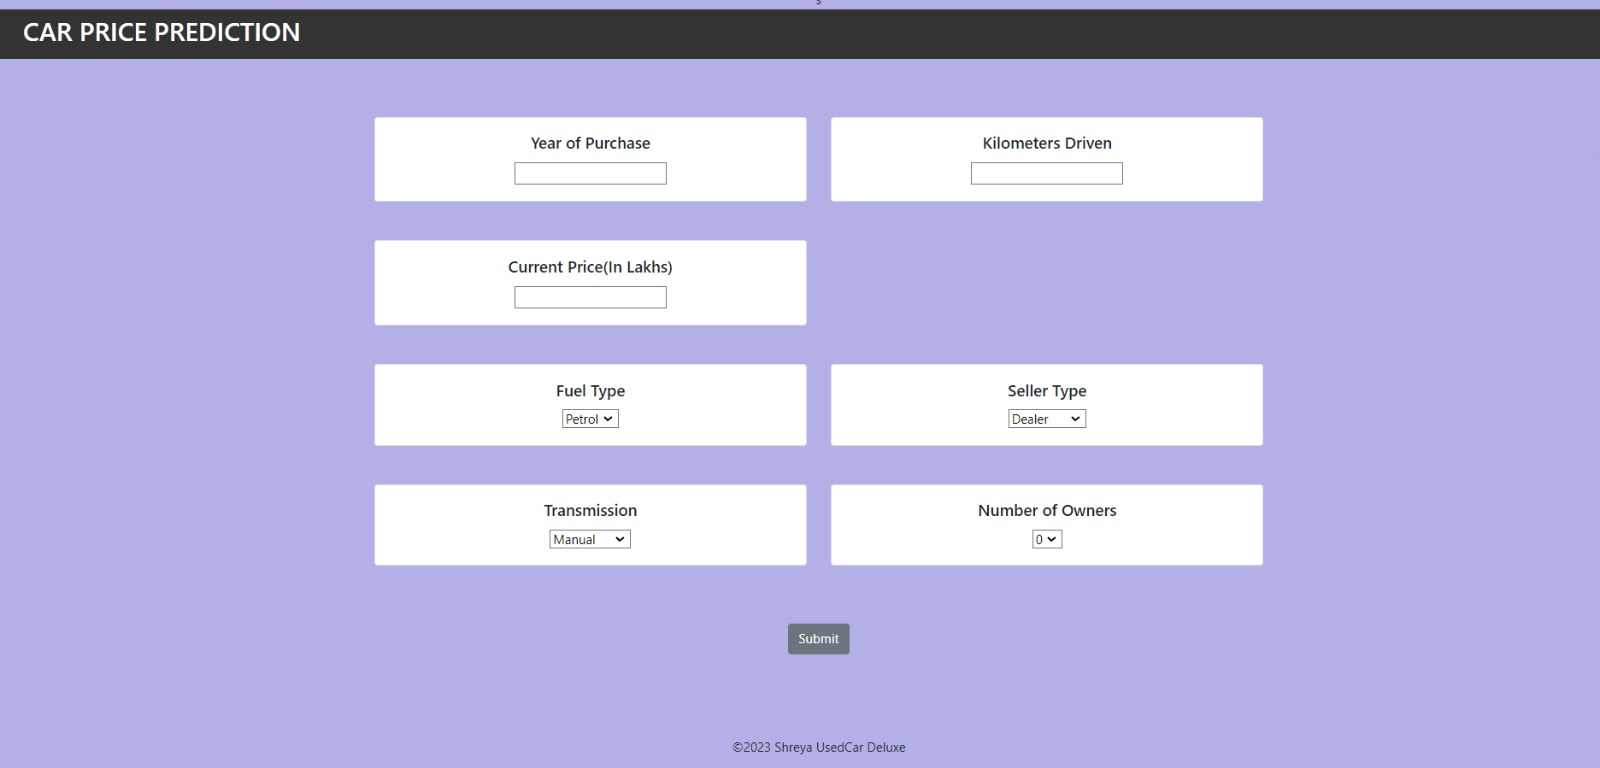 s
CAR PRICE PREDICTION
Year of Purchase
Kilometers Driven
Current Price(In Lakhs)
Fuel Type
Petrol
Seller Type
Dealer
Transmission
Manual
Number of Owners
0
Submit
©2023 Shreya UsedCar Deluxe